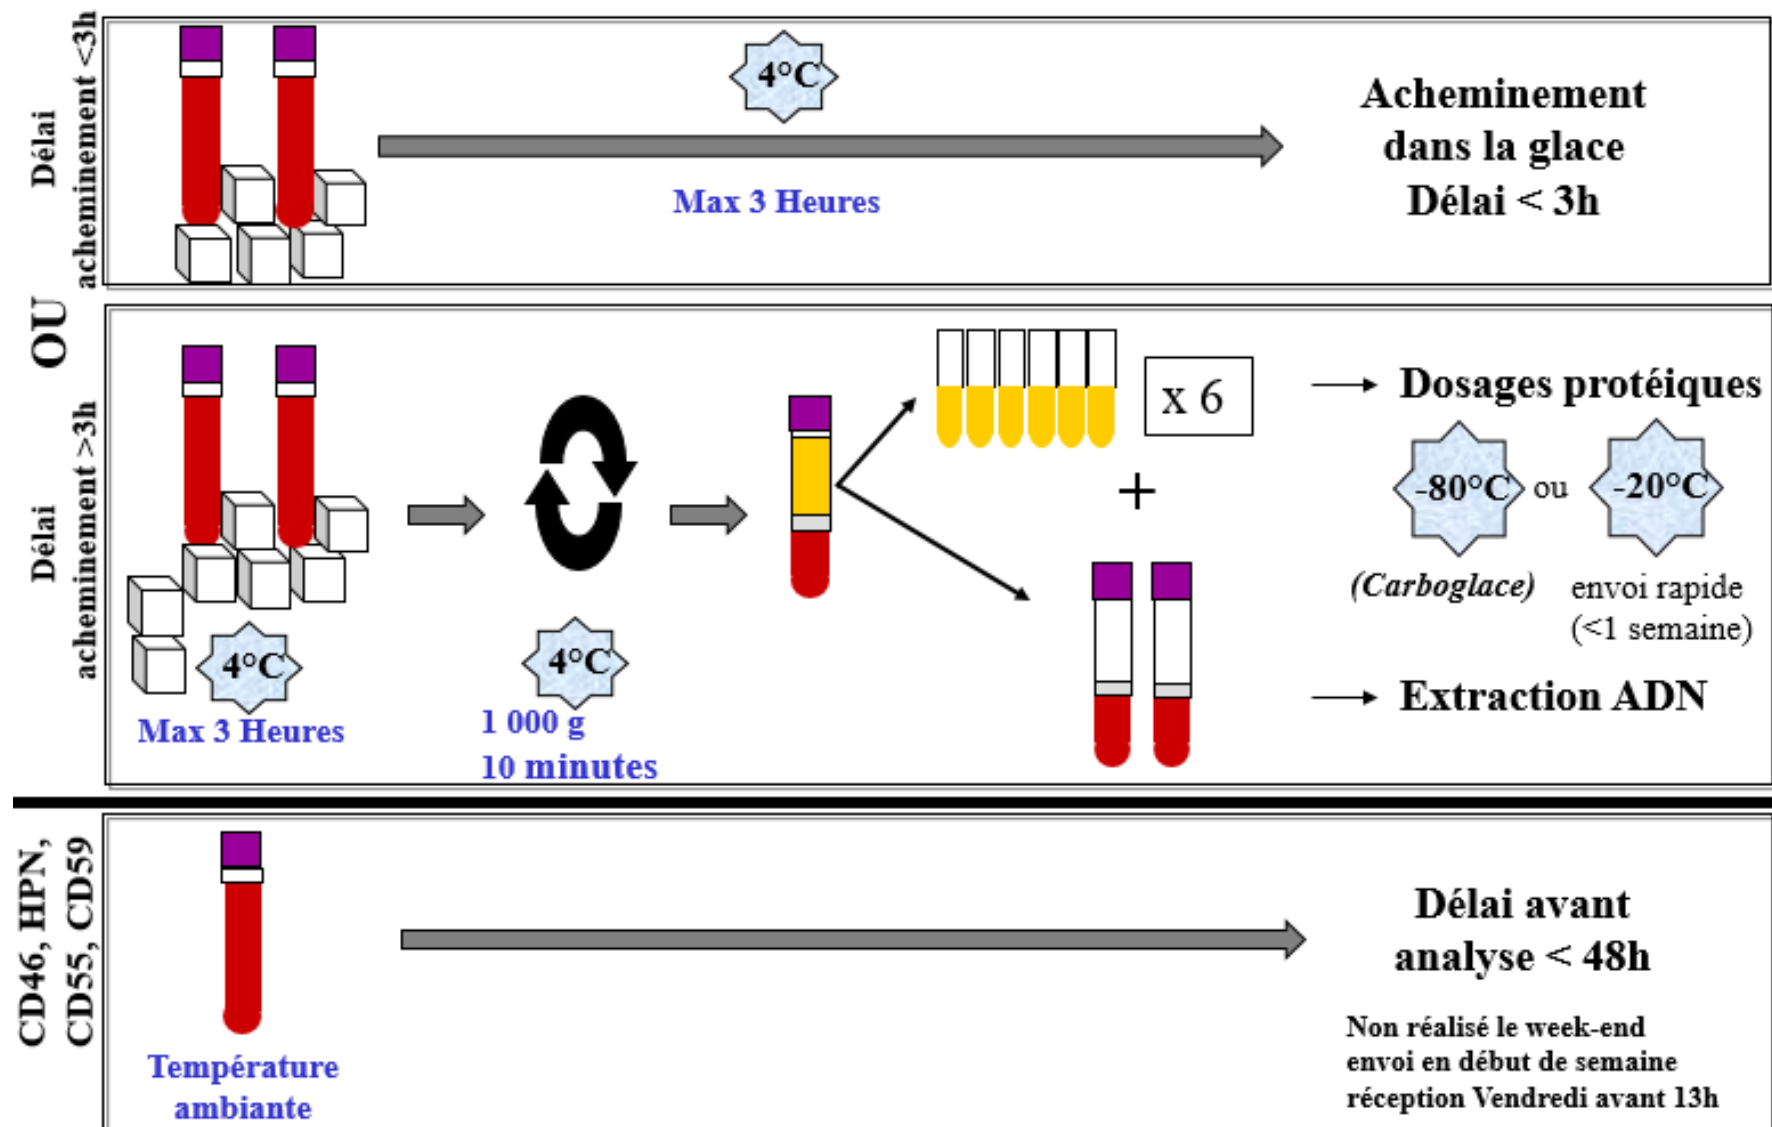 Délai
acheminement <3h
4°C
Max 3 Heures
Acheminement
dans la glace
Délai < 3h
OU
Délai
acheminement >3h
4°C
Max 3 Heures
4°C
1 000 g
10 minutes
x 6
+
Dosages protéiques
-80°C ou -20°C
(Carboglace)
envoi rapide
(<1 semaine)
Extraction ADN
CD46, HPN,
CD55, CD59
Température
ambiante
Délai avant
analyse < 48h
Non réalisé le week-end
envoi en début de semaine
réception Vendredi avant 13h